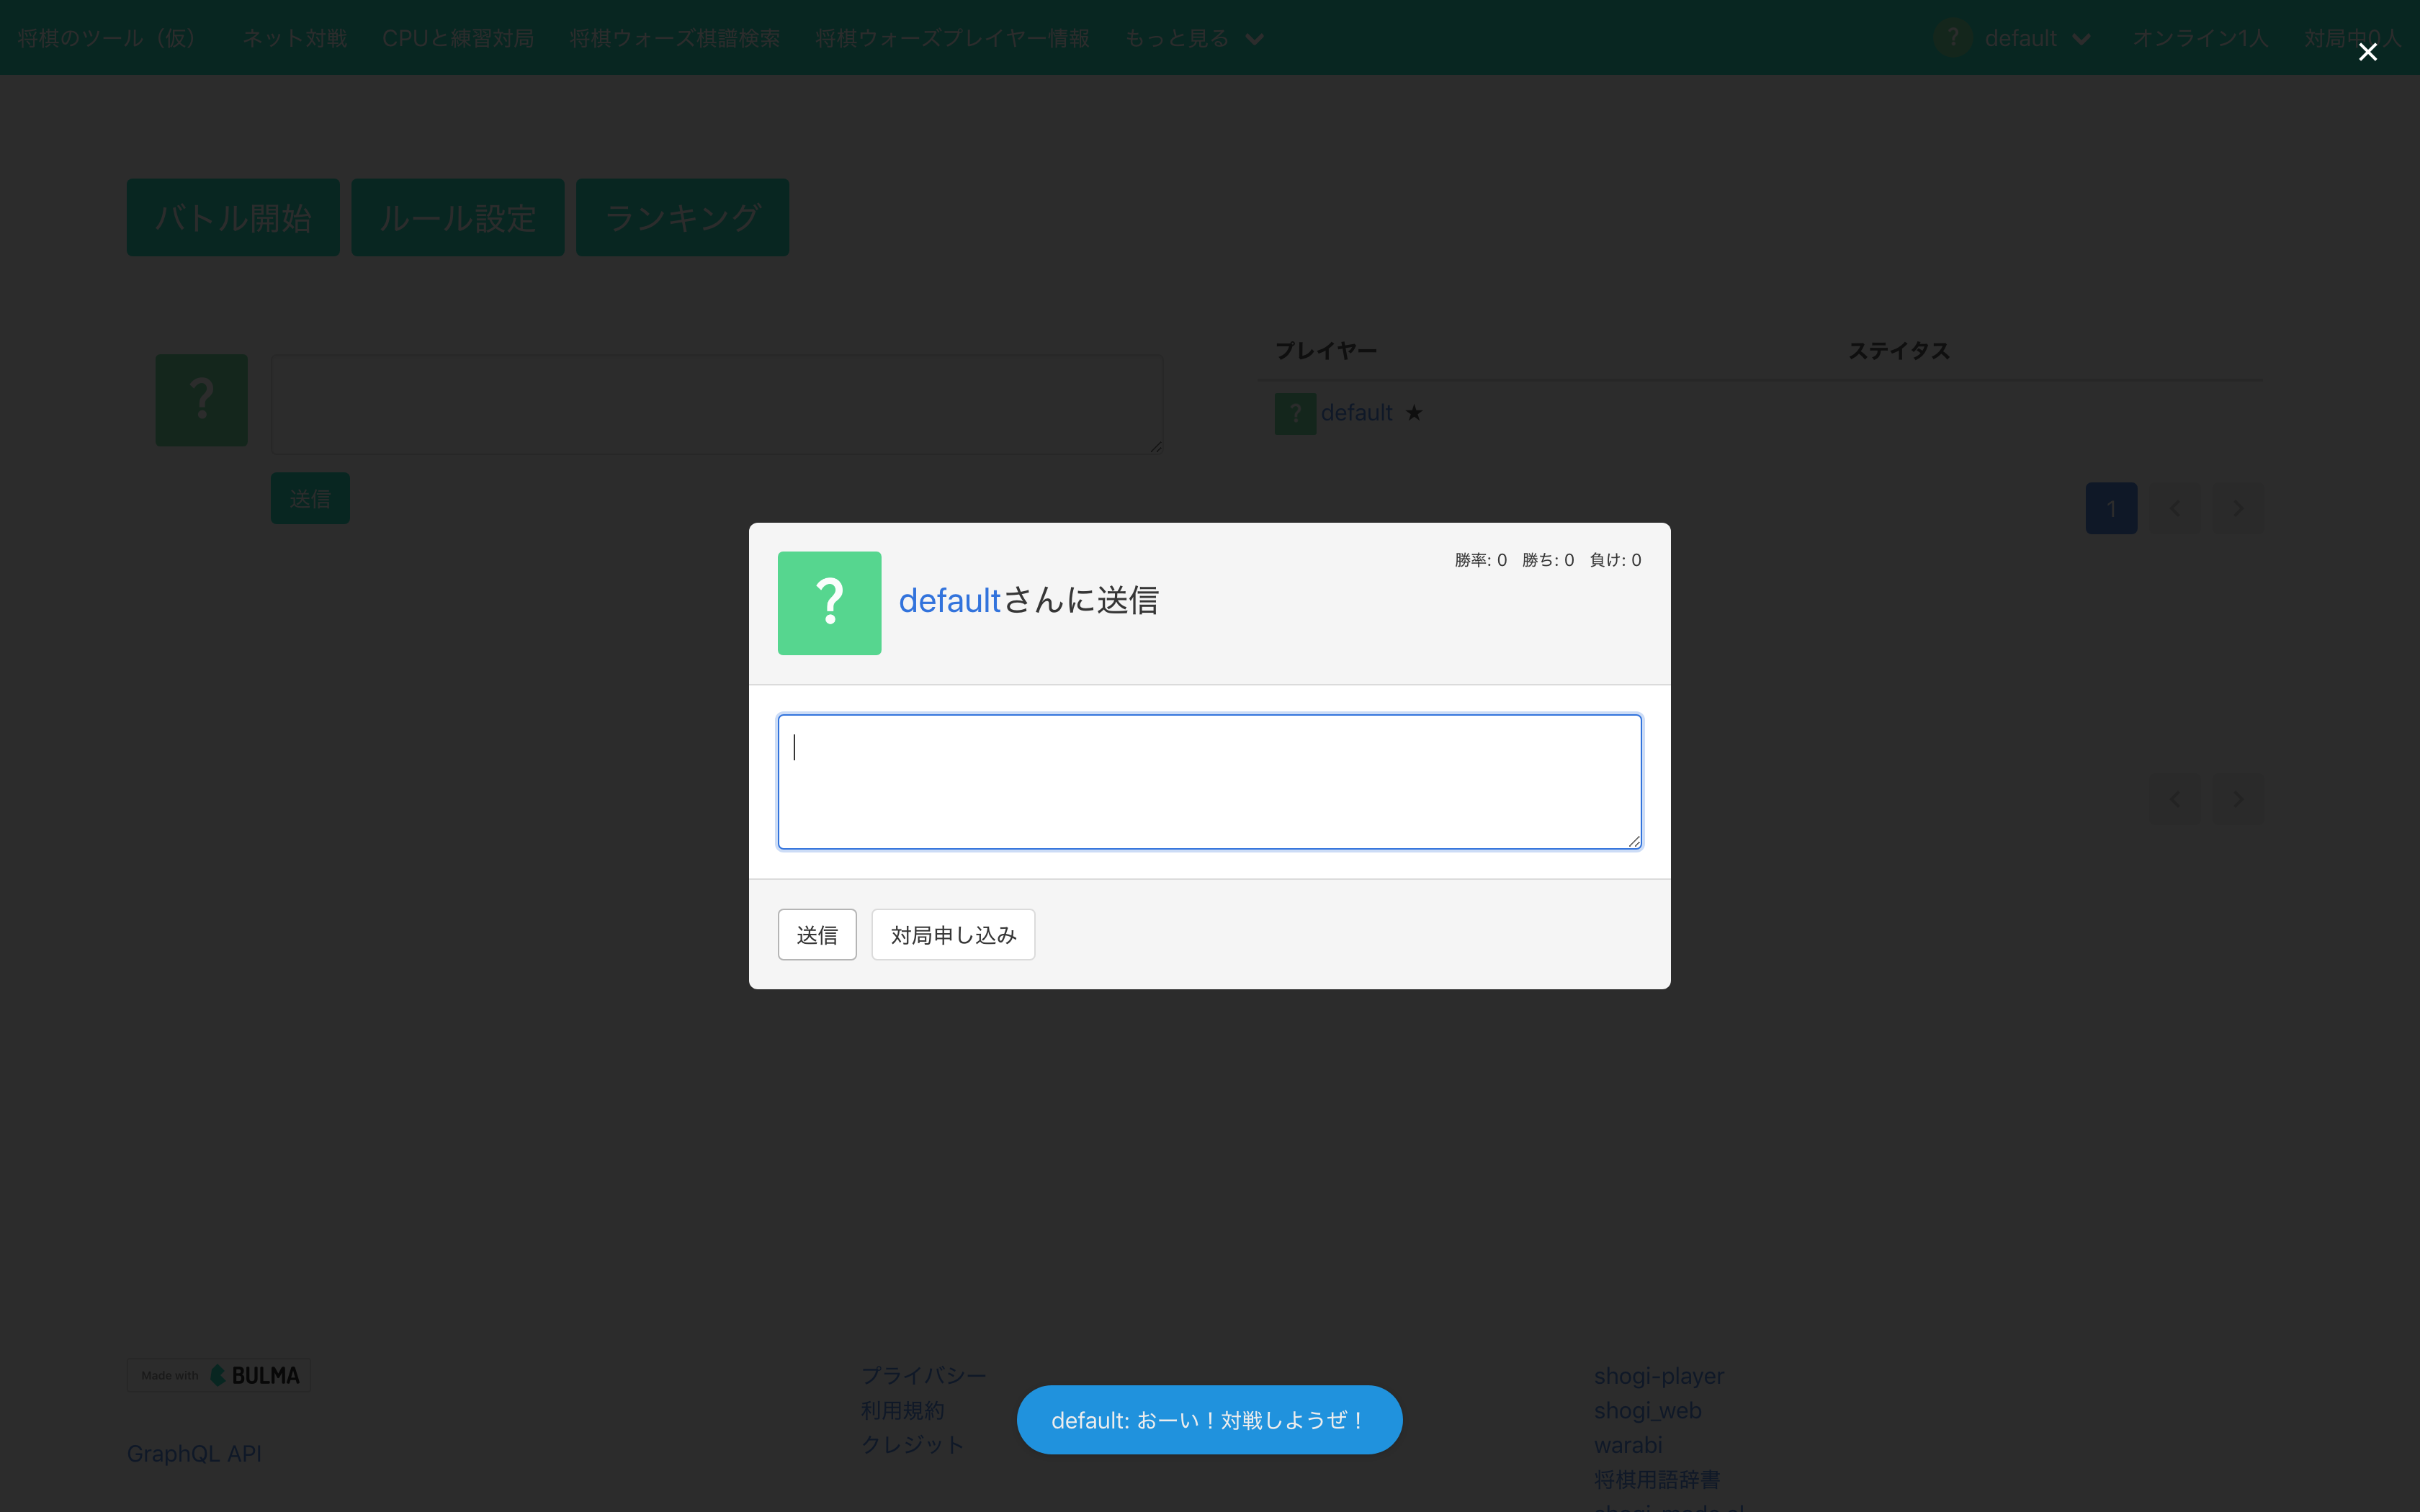 将棋のツール（仮） ネット対戦 CPUと練習対局 将棋ウォーズ棋譜検索 将棋ウォーズプレイヤー情報 もっと見る ? default オンライン1人 対局中0人
バトル開始 ルール設定 ランキング
プレイヤー ステイタス
?
? default ★
送信
1
勝率: 0 勝ち: 0 負け: 0
?
defaultさんに送信
送信 対局申し込み
Made with BULMA
GraphQL API
プライバシー
利用規約
クレジット
default: おーい！対戦しようぜ！
shogi-player
shogi_web
warabi
将棋用語辞書